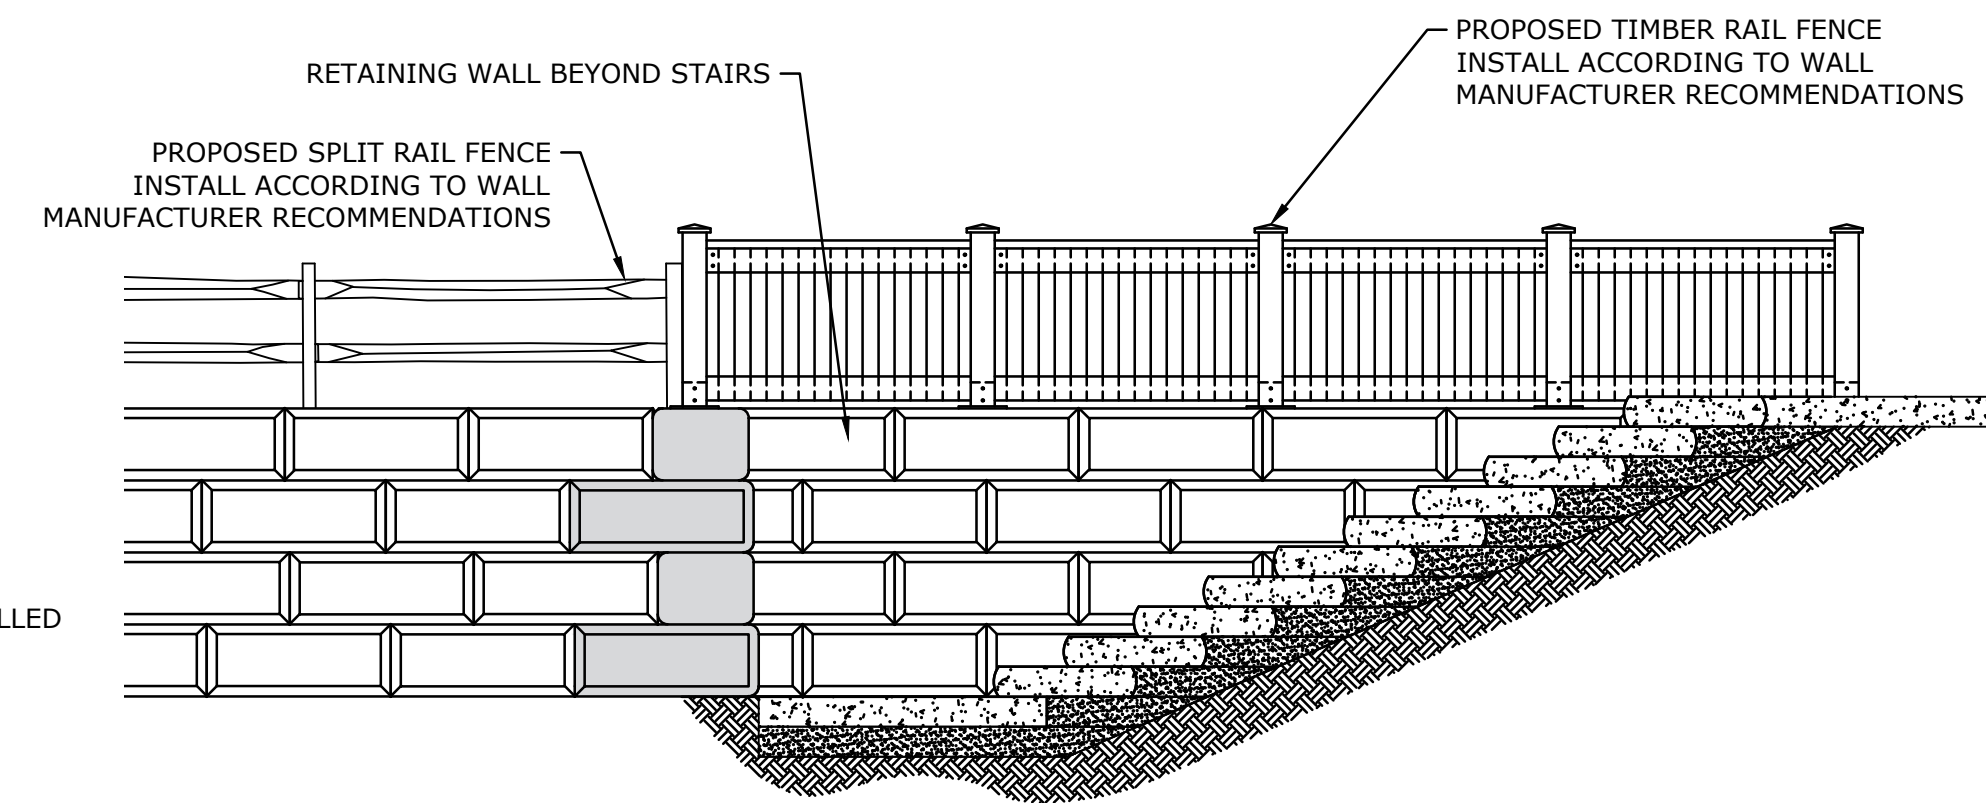 PROPOSED TIMBER RAIL FENCE
INSTALL ACCORDING TO WALL
MANUFACTURER RECOMMENDATIONS
RETAINING WALL BEYOND STAIRS
PROPOSED SPLIT RAIL FENCE
INSTALL ACCORDING TO WALL
MANUFACTURER RECOMMENDATIONS
LLED